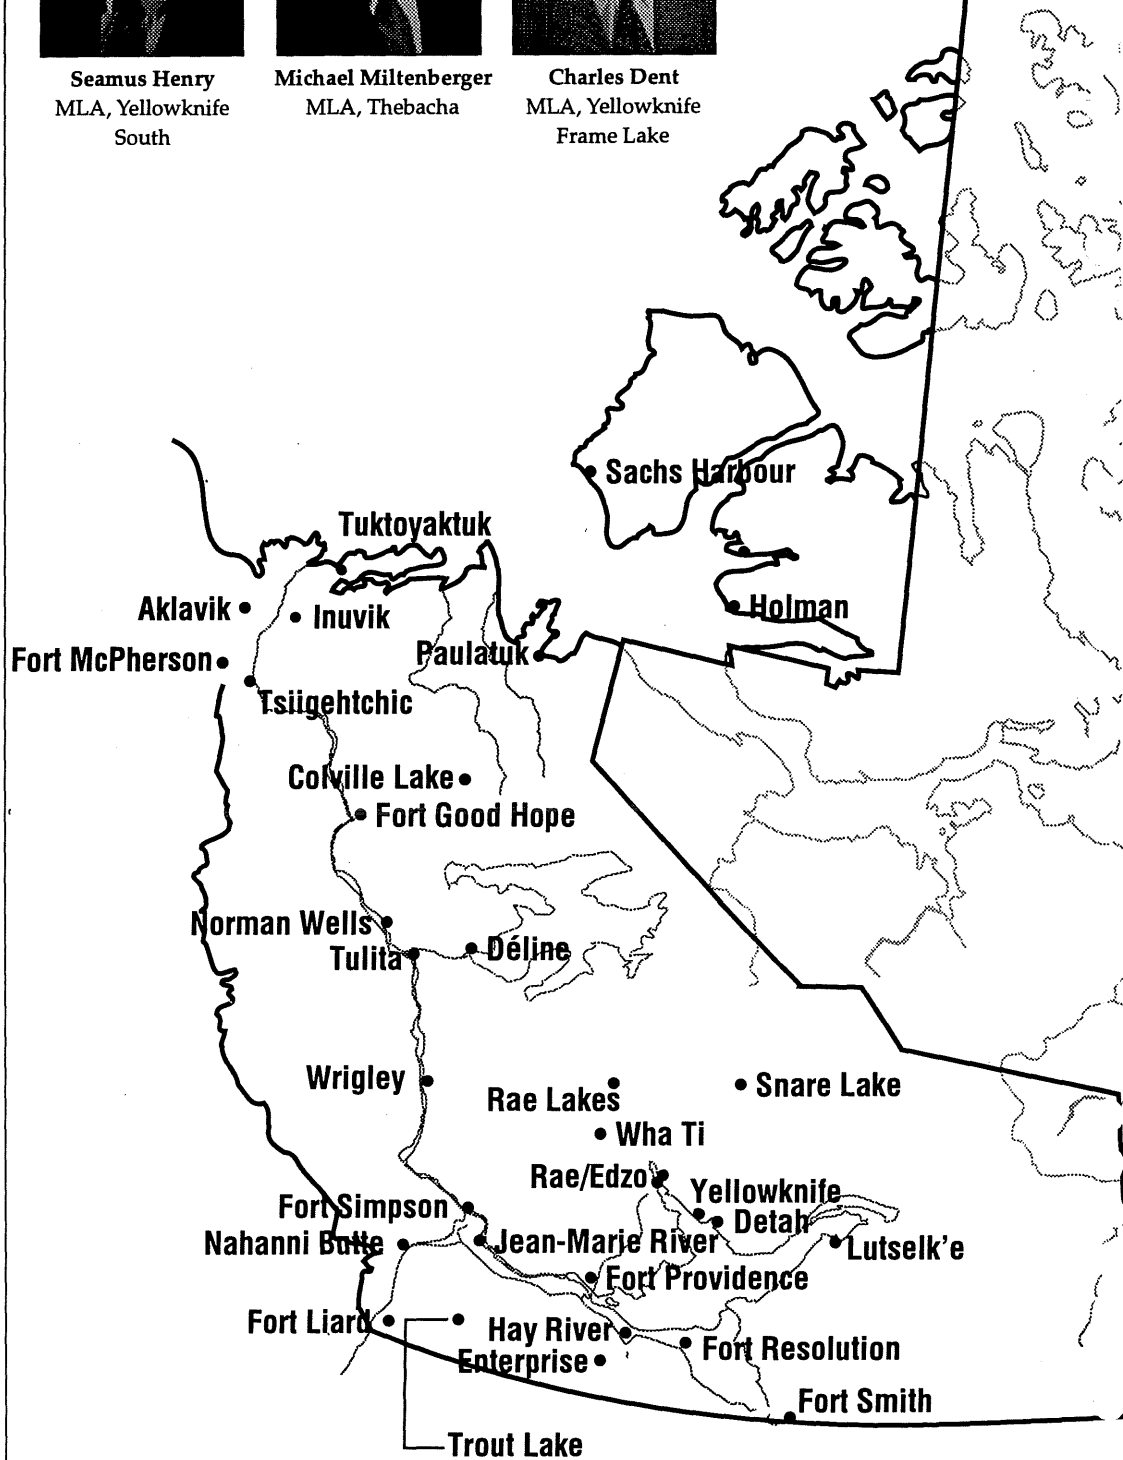 Seamus Henry
MLA, Yellowknife
South
Michael Miltenberger
MLA, Thebacha
Charles Dent
MLA, Yellowknife
Frame Lake
Sachs Harbour
Tuktoyaktuk
Aklavik
Inuvik
Holman
Fort McPherson
Paulatuk
Tsiigehtchic
Colville Lake
Fort Good Hope
Norman Wells
Tulita
Déline
Wrigley
Rae Lakes
Snare Lake
Wha Ti
Rae/Edzo
Yellowknife
Fort Simpson
Detah
Nahanni Butte
Jean-Marie River
Lutselk'e
Fort Providence
Fort Liard
Hay River
Fort Resolution
Enterprise
Fort Smith
Trout Lake